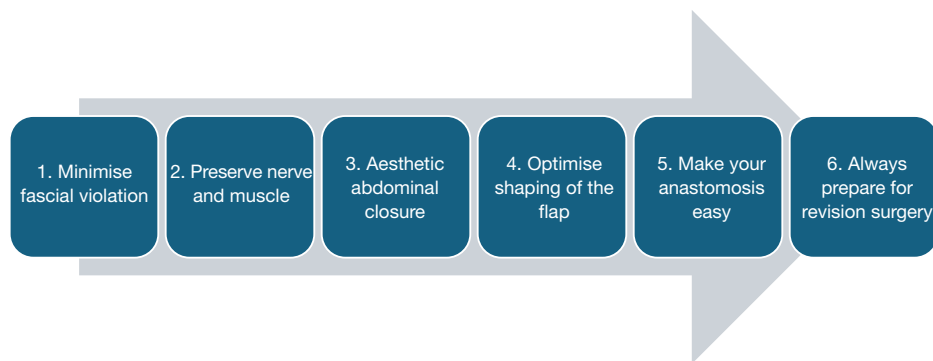 1. Minimise
fascial violation
2. Preserve nerve
and muscle
3. Aesthetic
abdominal
closure
4. Optimise
shaping of the
flap
5. Make your
anastomosis
easy
6. Always
prepare for
revision surgery